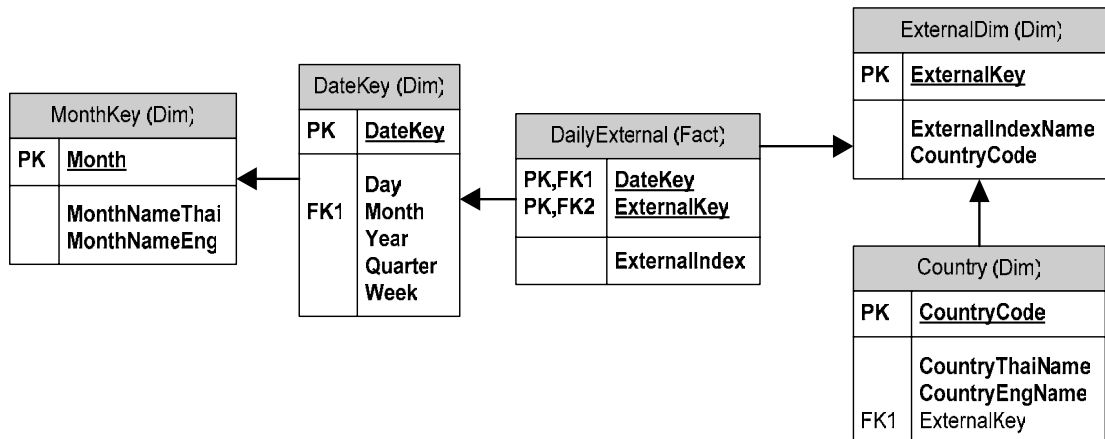 MonthKey (Dim)
PK Month
MonthNameThai
MonthNameEng
DateKey (Dim)
PK DateKey
Day
FK1 Month
Year
Quarter
Week
DailyExternal (Fact)
PK,FK1 DateKey
PK,FK2 ExternalKey
ExternalIndex
ExternalDim (Dim)
PK ExternalKey
ExternalIndexName
CountryCode
Country (Dim)
PK CountryCode
CountryThaiName
CountryEngName
FK1 ExternalKey